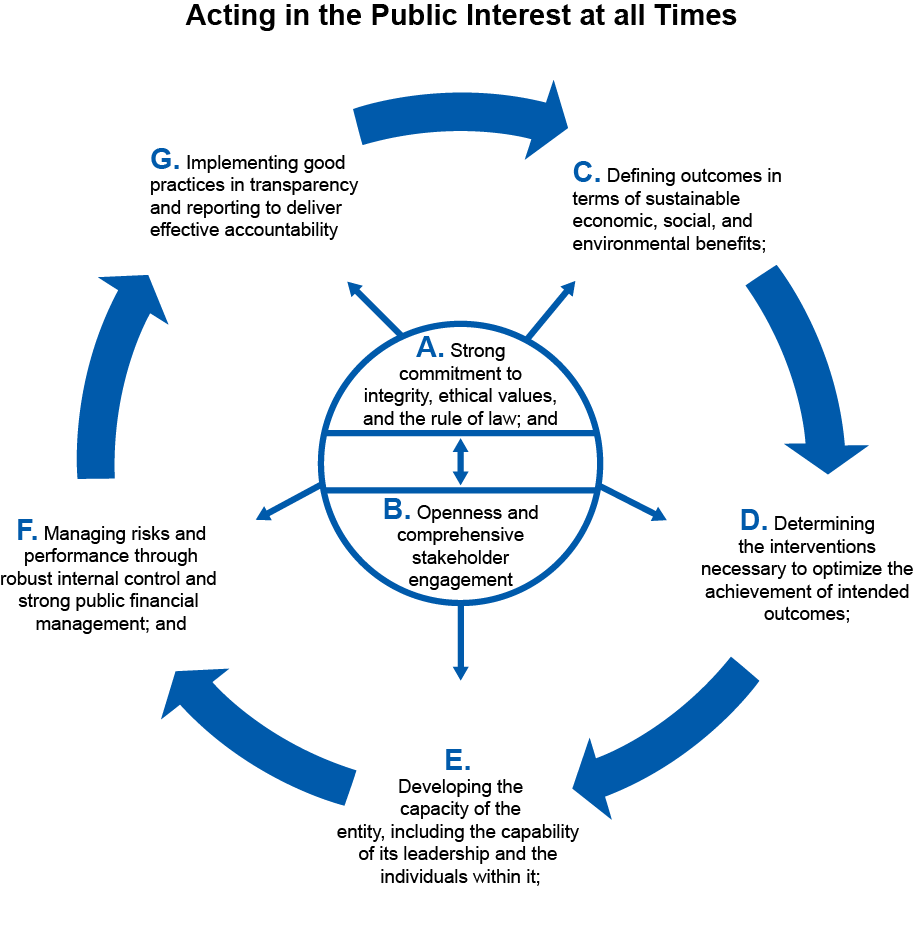 Acting in the Public Interest at all Times
G. Implementing good
practices in transparency
and reporting to deliver
effective accountability
C. Defining outcomes in
terms of sustainable
economic, social, and
environmental benefits;
A. Strong
commitment to
integrity, ethical values,
and the rule of law; and
B. Openness and
comprehensive
stakeholder
engagement
D. Determining
the interventions
necessary to optimize the
achievement of intended
outcomes;
F. Managing risks and
performance through
robust internal control and
strong public financial
management; and
E.
Developing the
capacity of the
entity, including the capability
of its leadership and the
individuals within it;